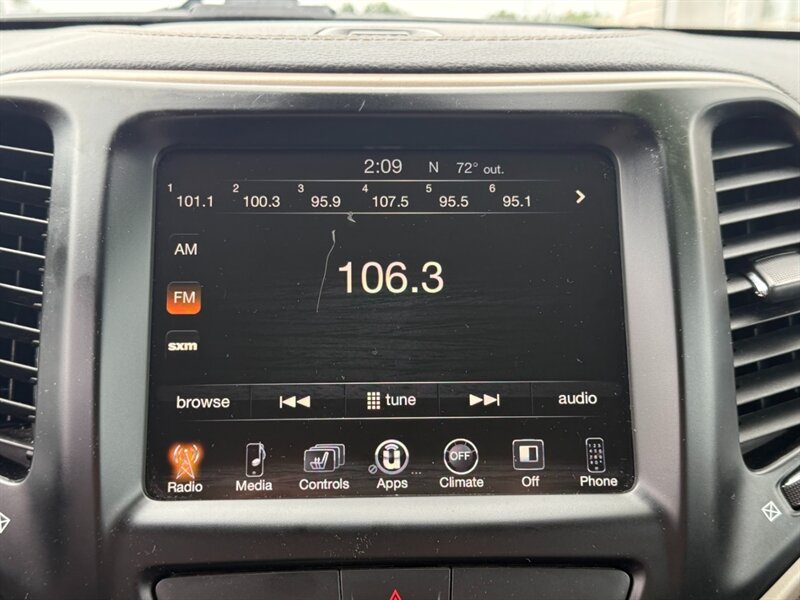 2:09 N 72° out.
1 101.1 2 100.3 3 95.9 4 107.5 5 95.5 6 95.1
AM
106.3
FM
sxm
browse tune audio
OFF
Radio Media Controls Apps Climate Off Phone